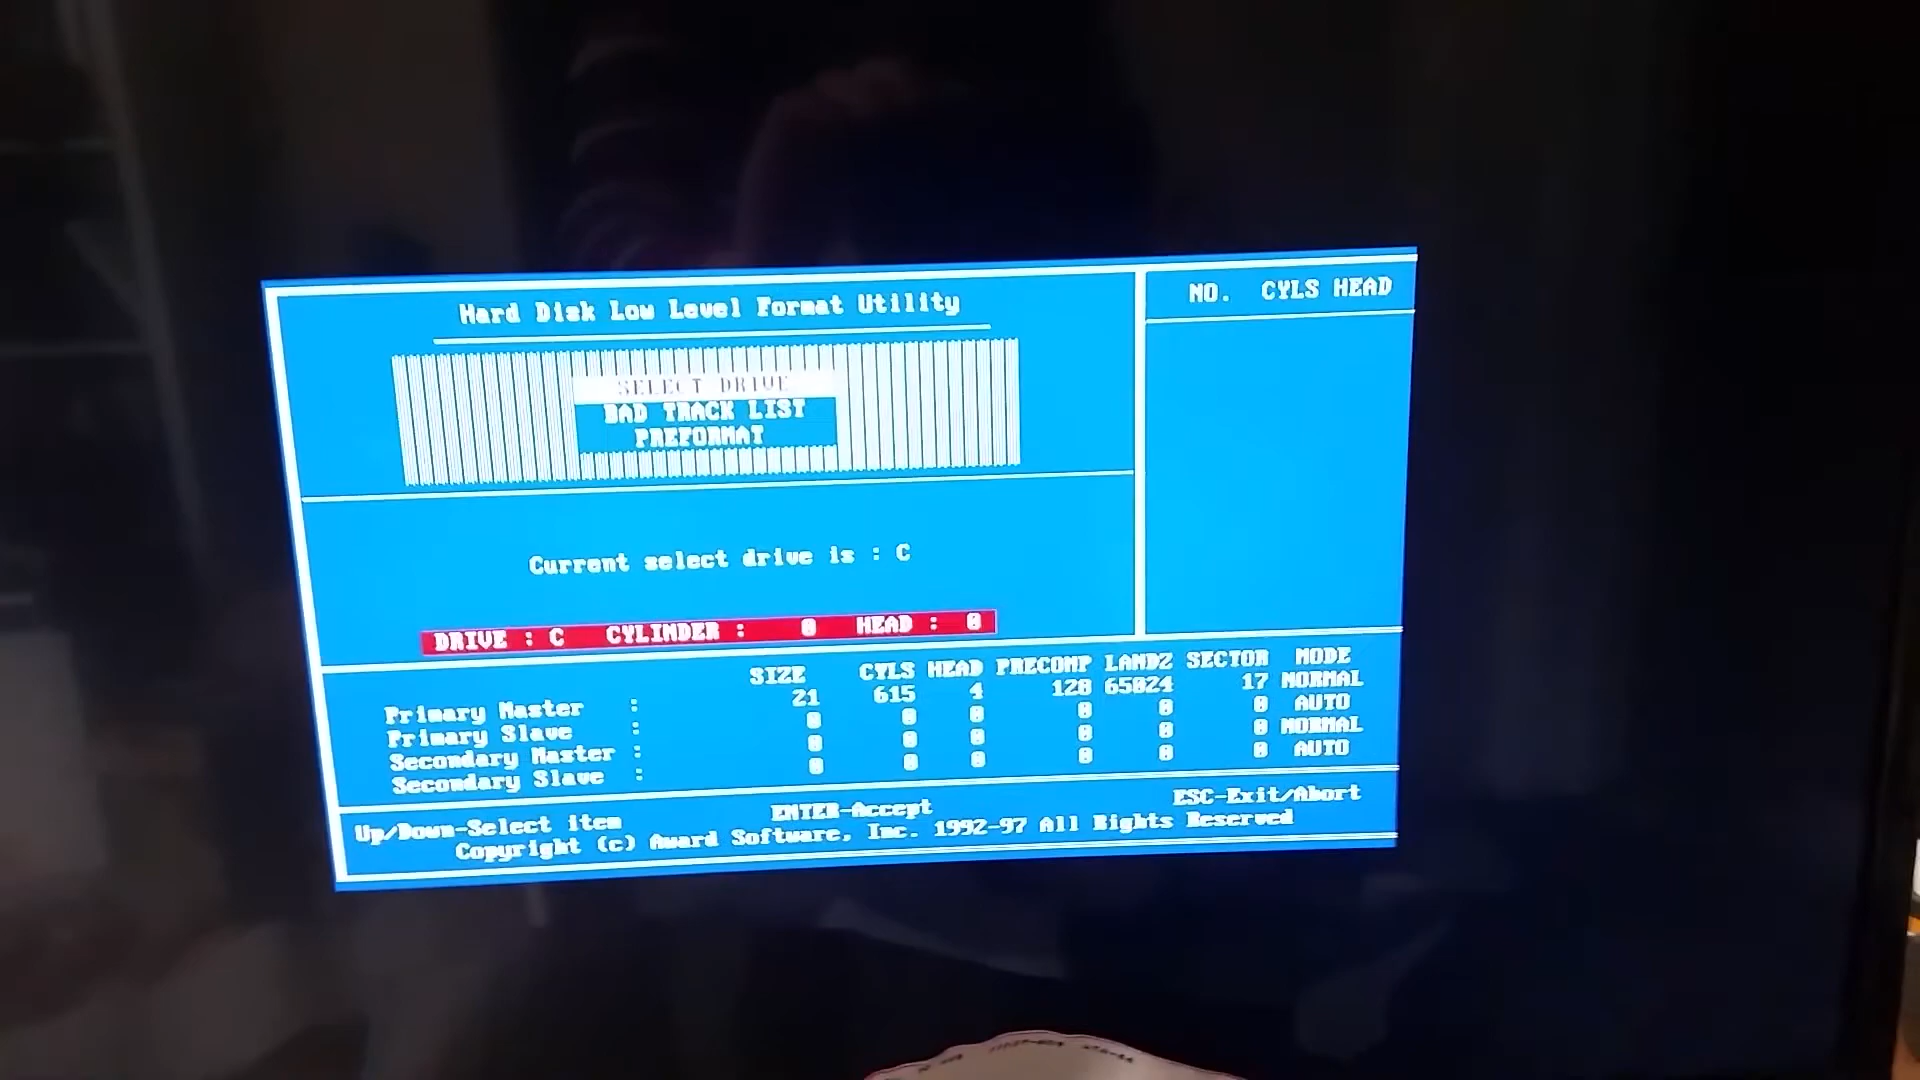 Hard Disk Low Level Format Utility
NO. CYLS HEAD
SELECT DRIVE
BAD TRACK LIST
PREFORMAT
Current select drive is : C
DRIVE : C CYLINDER : 0 HEAD : 0
SIZE CYLS HEAD PRECOMP LANDZ SECTOR MODE
Primary Master : 21 615 4 128 65024 17 NORMAL
Primary Slave : 0 0 0 0 0 0 AUTO
Secondary Master : 0 0 0 0 0 0 NORMAL
Secondary Slave : 0 0 0 0 0 0 AUTO
Up/Down-Select item ENTER-Accept ESC-Exit/Abort
Copyright (c) Award Software, Inc. 1992-97 All Rights Reserved